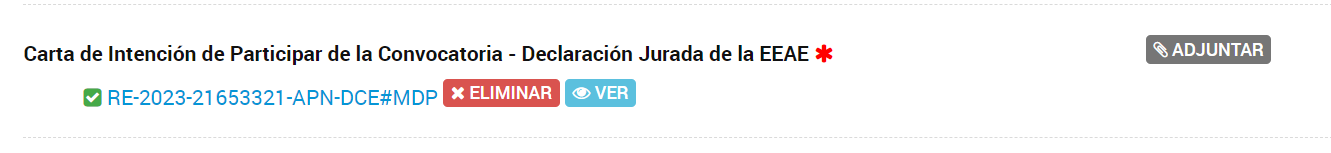 Carta de Intención de Participar de la Convocatoria - Declaración Jurada de la EEAE * ADJUNTAR
RE-2023-21653321-APN-DCE#MDP ELIMINAR VER